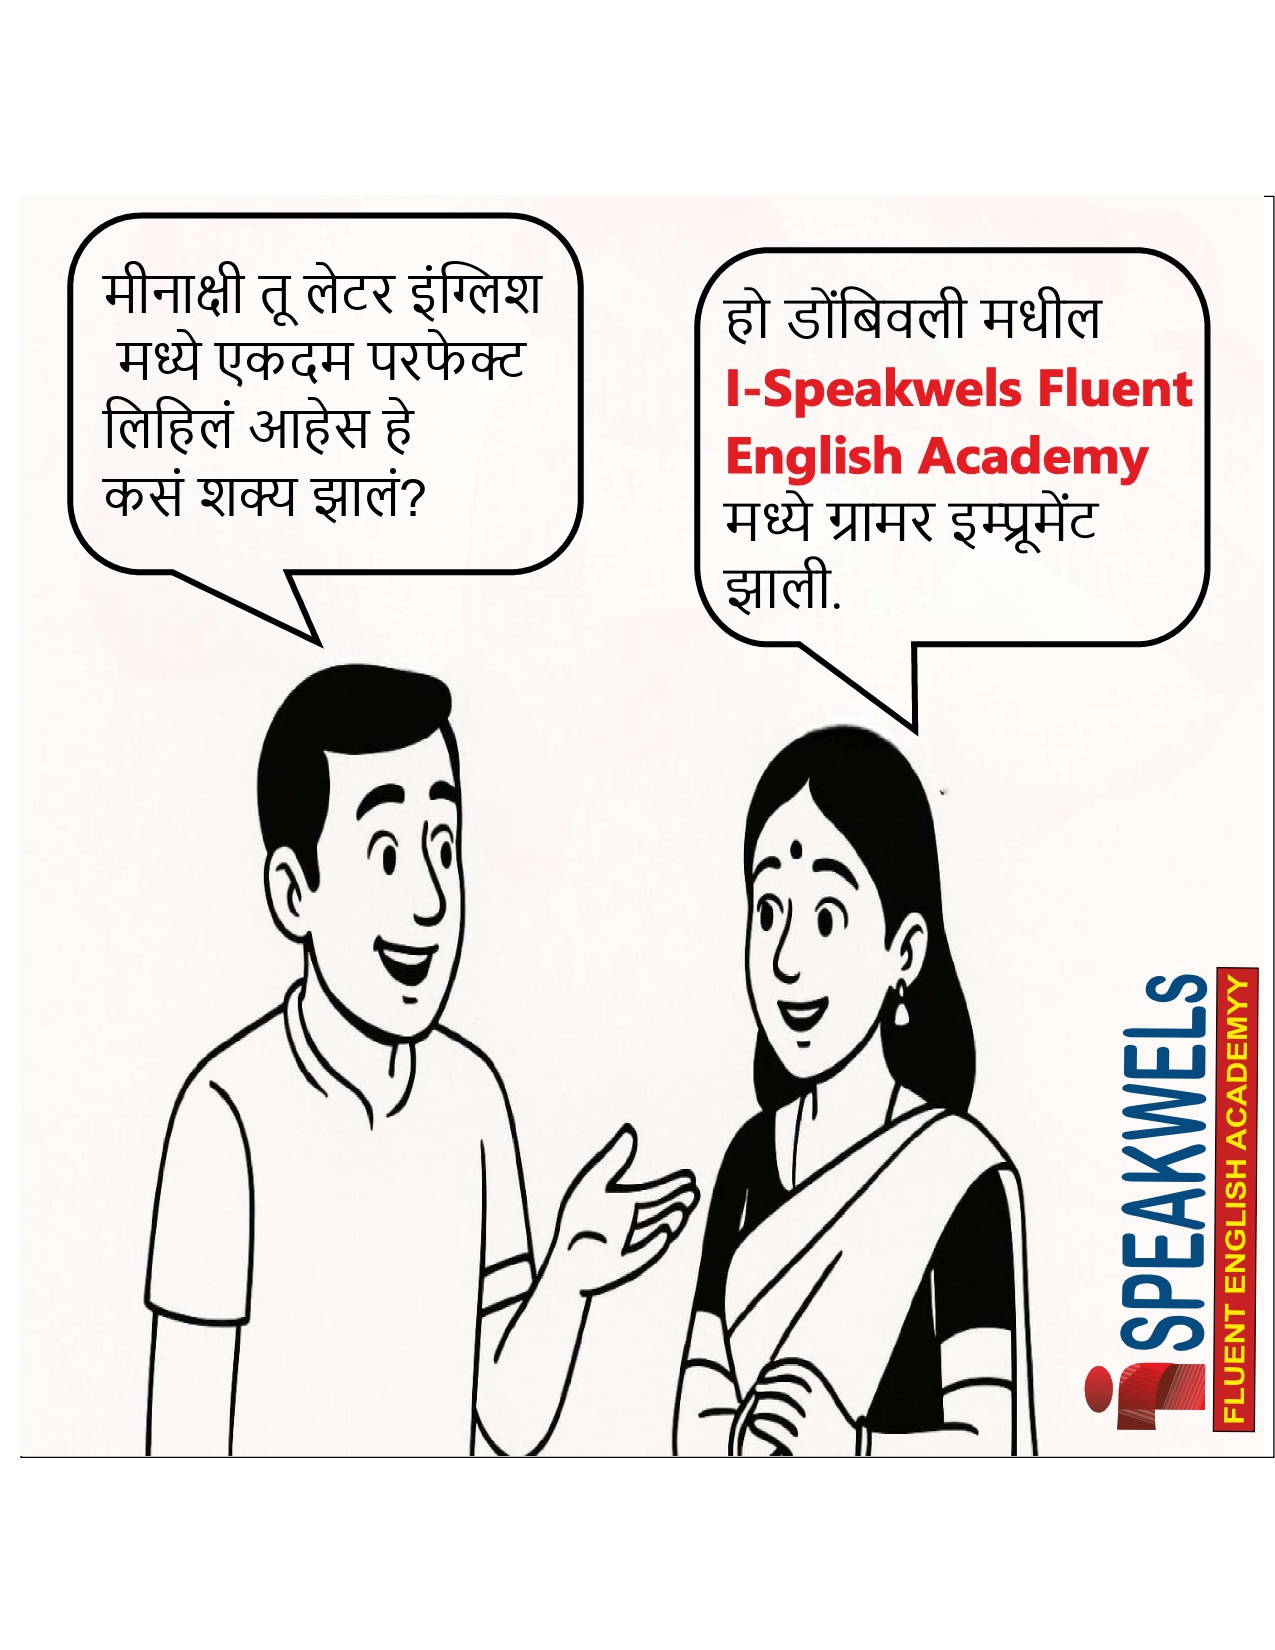 मीनाक्षी तू लेटर इंग्लिश
मध्ये एकदम परफेक्ट
लिहिलं आहेस हे
कसं शक्य झालं?
हो डोंबिवली मधील
I-Speakwels Fluent
English Academy
मध्ये ग्रामर इम्प्रूमेंट
झाली.
i SPEAKWELS
FLUENT ENGLISH ACADEMYY